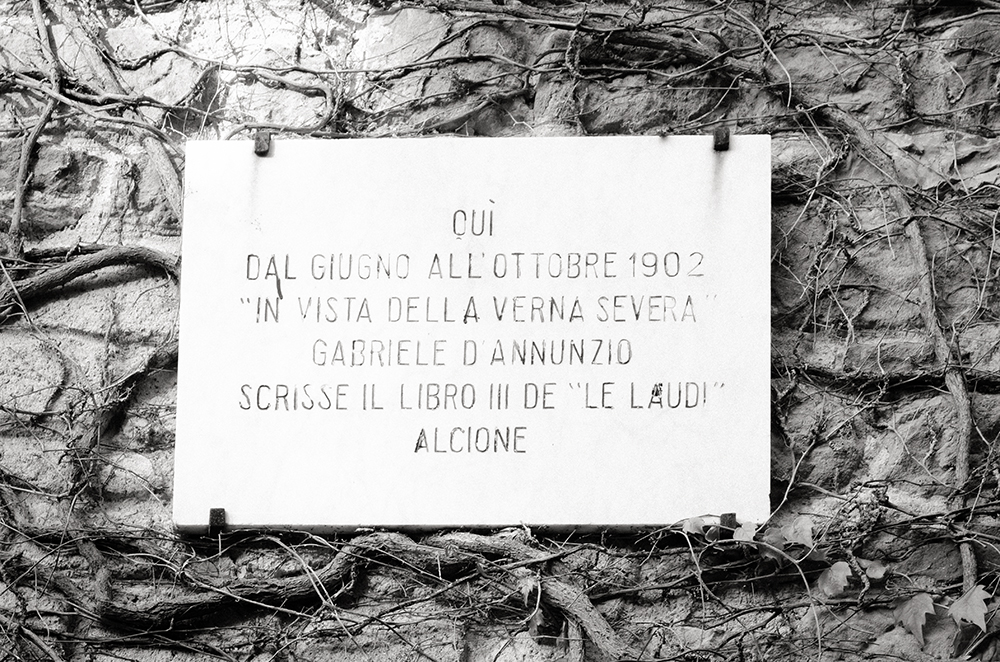 QUÌ
DAL GIUGNO ALL'OTTOBRE 1902
"IN VISTA DELLA VERNA SEVERA"
GABRIELE D'ANNUNZIO
SCRISSE IL LIBRO III DE "LE LAUDI"
ALCIONE